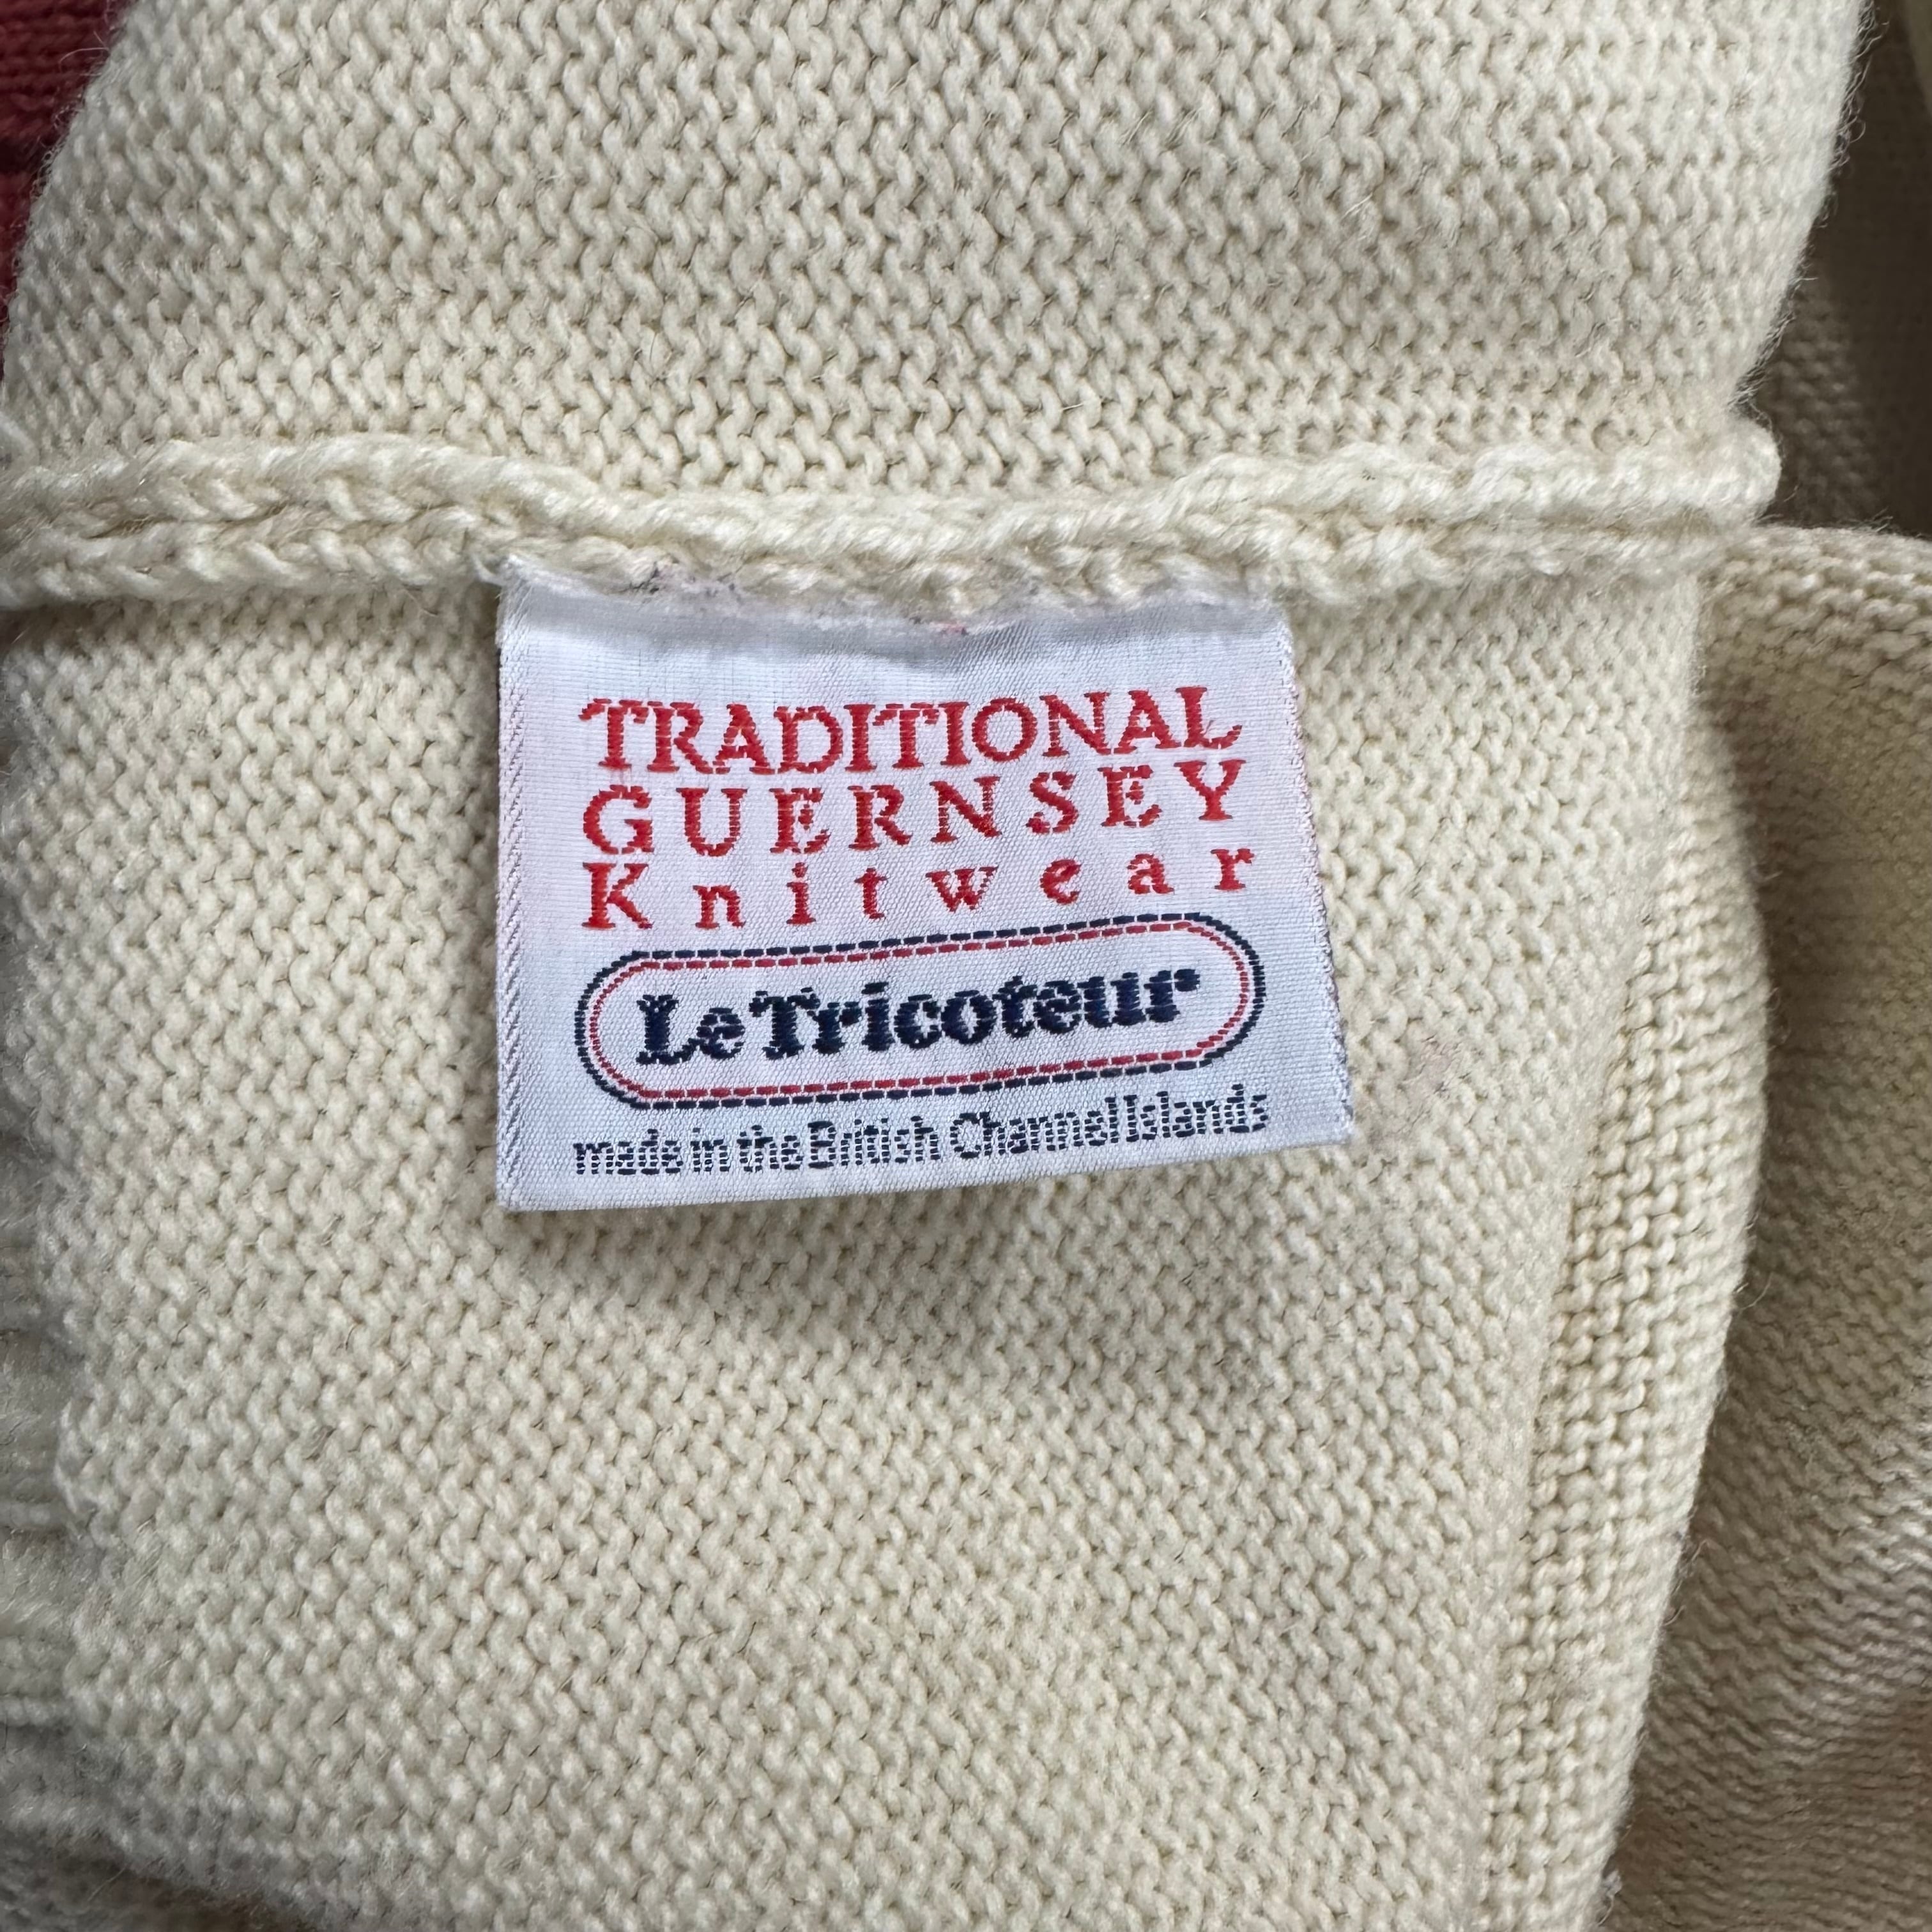 TRADITIONAL
GUERNSEY
Knitwear
Le Tricoteur
made in the British Channel Islands